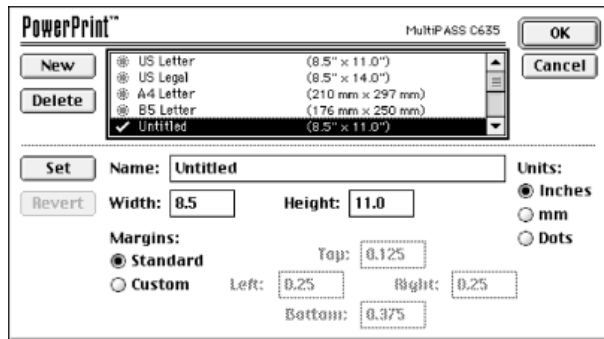 PowerPrint™ MultiPASS C635 OK
New US Letter (8.5" x 11.0") Cancel
US Legal (8.5" x 14.0")
Delete A4 Letter (210 mm x 297 mm)
B5 Letter (176 mm x 250 mm)
Untitled (8.5" x 11.0")
Set Name: Untitled Units:
Revert Width: 8.5 Height: 11.0 Inches
mm
Margins: Dots
Standard Top: 0.125
Custom Left: 0.25 Right: 0.25
Bottom: 0.375